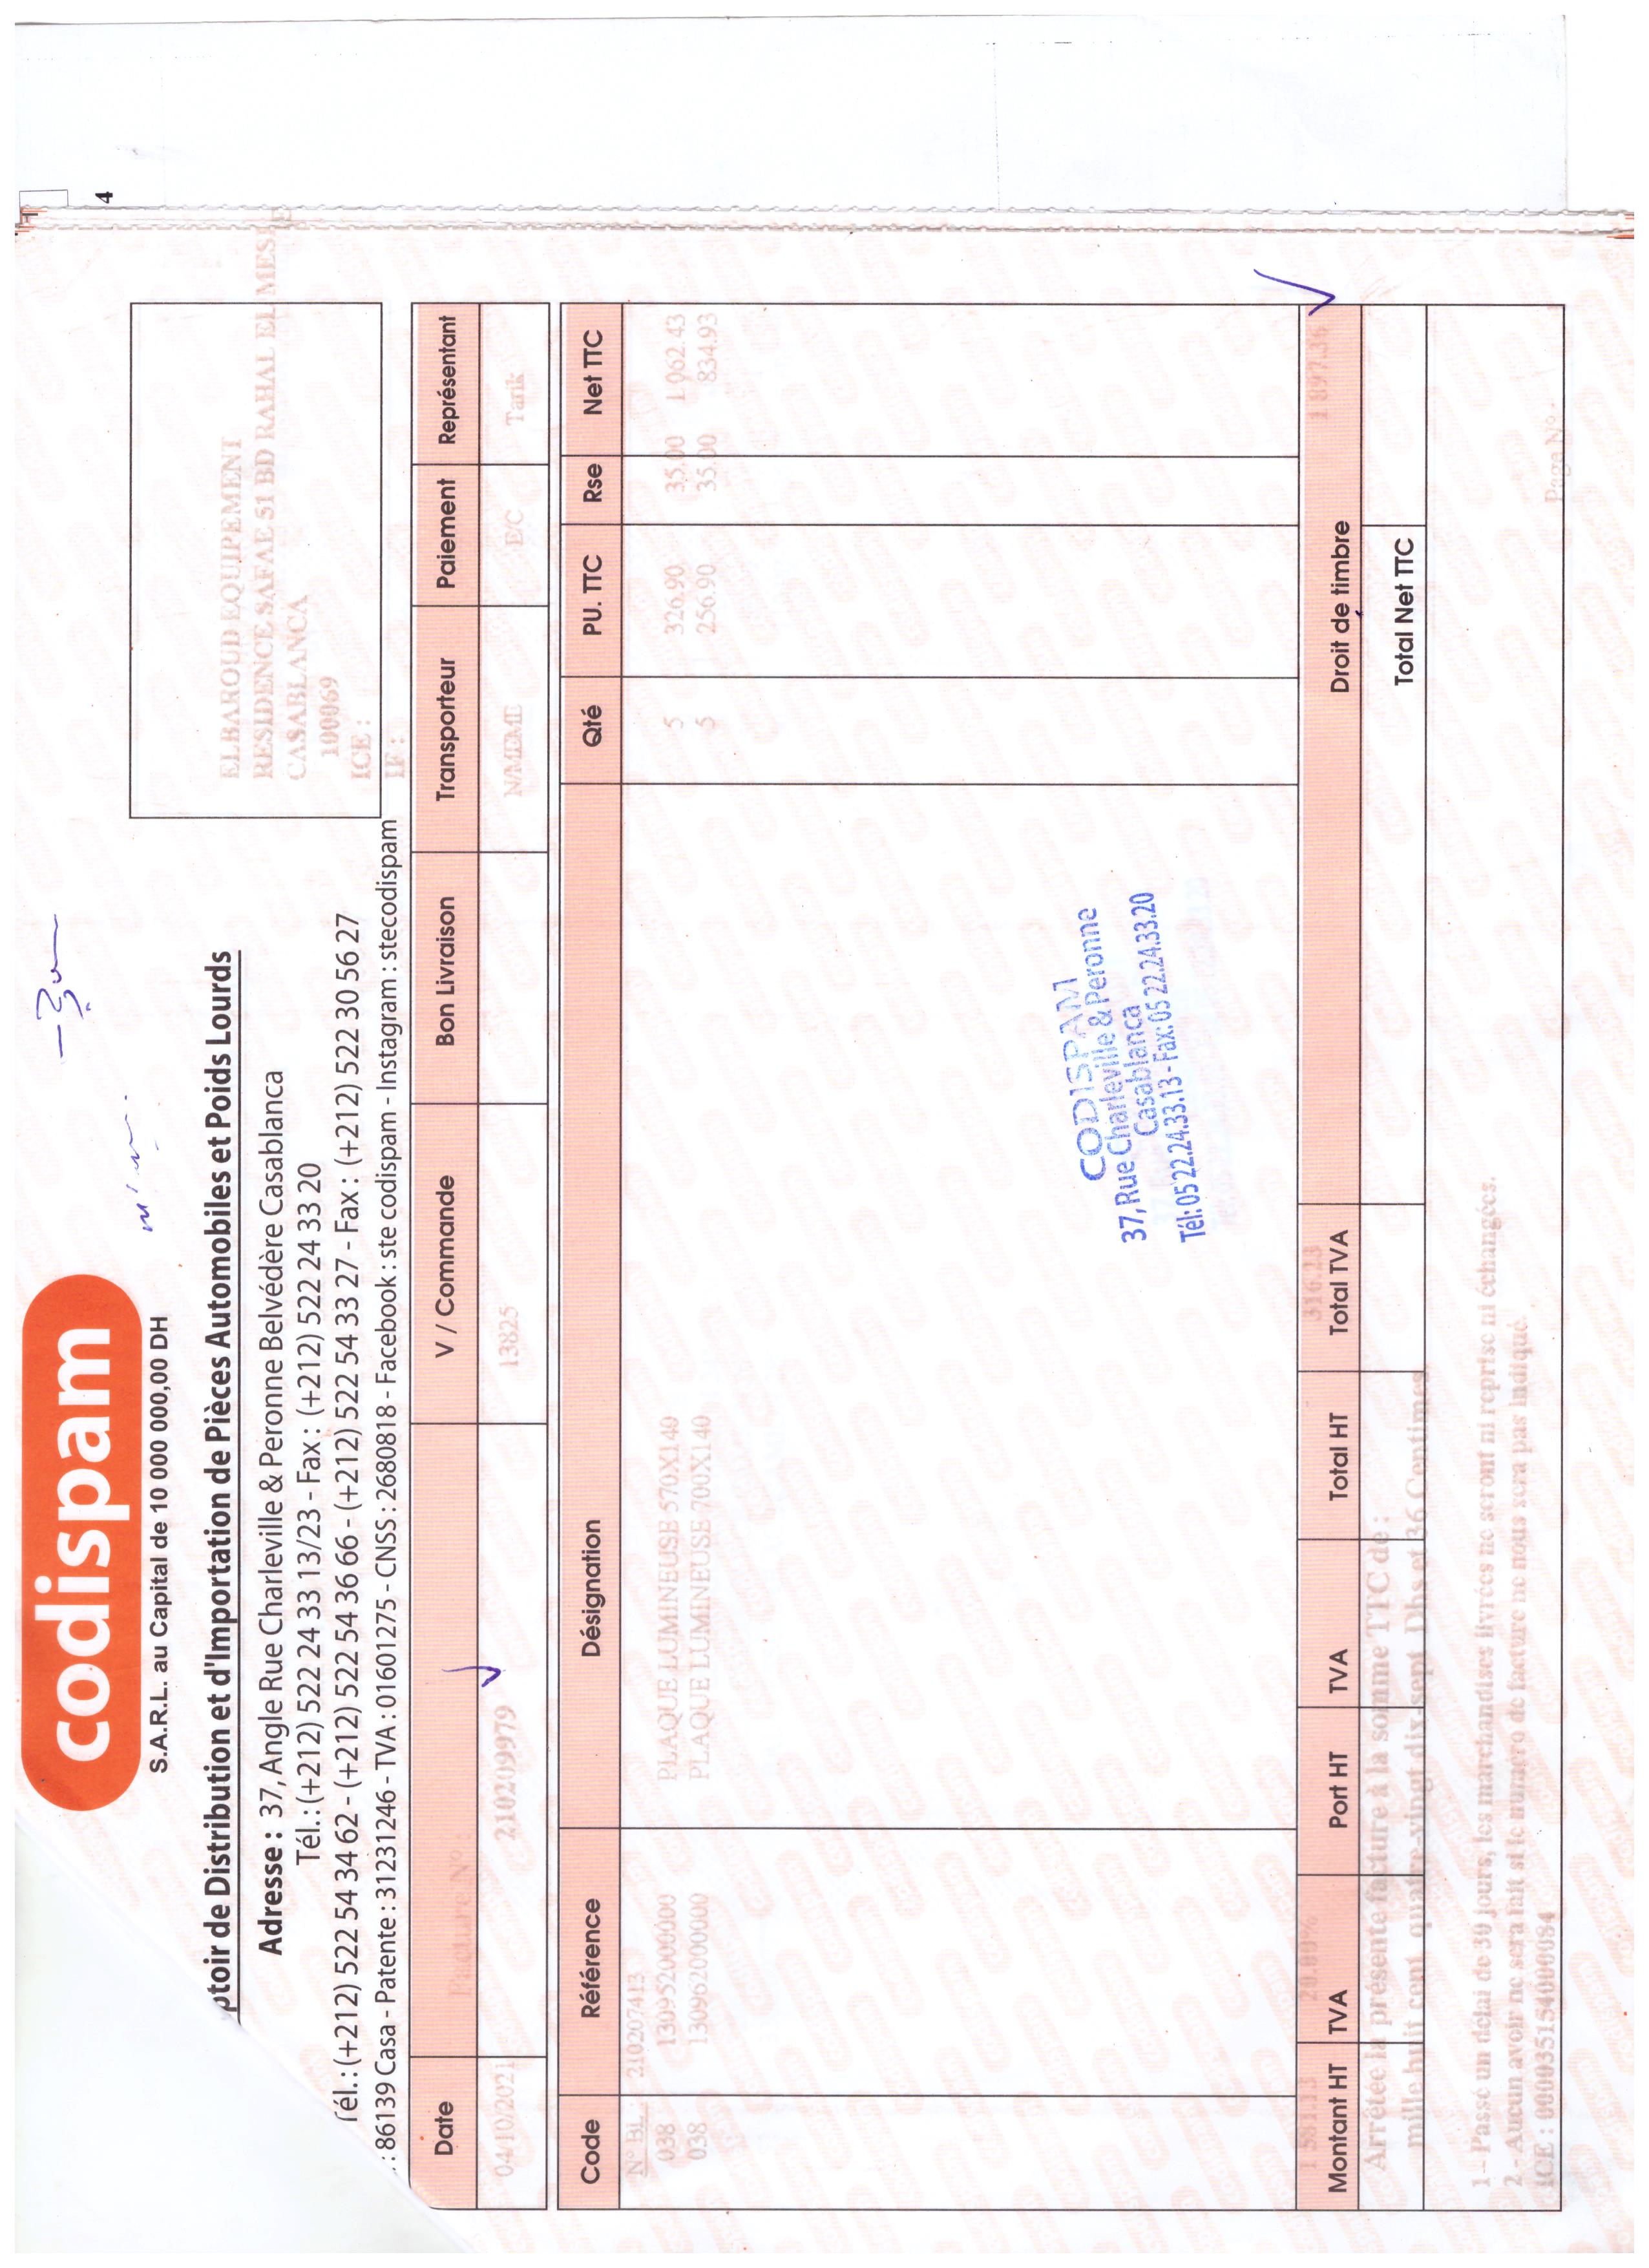 codispam
S.A.R.L. au Capital de 10 000 000,00 DH
ptoir de Distribution et d'Importation de Pièces Automobiles et Poids Lourds
Adresse : 37, Angle Rue Charleville & Peronne Belvédère Casablanca
Tél. : (+212) 522 24 33 13/23 - Fax : (+212) 522 24 33 20
Tél. : (+212) 522 54 34 62 - (+212) 522 54 36 66 - (+212) 522 54 33 27 - Fax : (+212) 522 30 56 27
: 86139 Casa - Patente : 31231246 - TVA : 01601275 - CNSS : 2680818 - Facebook : ste codispam - Instagram : stecodispam
4
ELBAROUD EQUIPEMENT
RESIDENCE SAFAE 51 BD RAHAL EL MES
CASABLANCA
100069
ICE :
IF :
Date Facture N° : V / Commande Bon Livraison Transporteur Paiement Représentant
04/10/2021 210209979 13825 N/MEME E/C Tarik
Code Référence Désignation Qté PU. TTC Rse Net TTC
N° BL : 210207413
038 130952000000 PLAQUE LUMINEUSE 570X140 5 326.90 35.00 1 062.43
038 130962000000 PLAQUE LUMINEUSE 700X140 5 256.90 35.00 834.93
CODISPAM
37, Rue Charleville & Peronne
Casablanca
Tél: 05 22.24.33.13 - Fax: 05 22.24.33.20
1 581.13 20.00% 316.23 1 897.36
Montant HT TVA Port HT TVA Total HT Total TVA Droit de timbre
Total Net TTC
Arrêtée la présente facture à la somme TTC de :
mille huit cent quatre-vingt dix-sept Dhs et 36 Centimes
1 - Passé un délai de 30 jours, les marchandises livrées ne seront ni reprise ni échangées.
2 - Aucun avoir ne sera fait si le numéro de facture ne nous sera pas indiqué.
ICE : 000035154000084
Page N° :